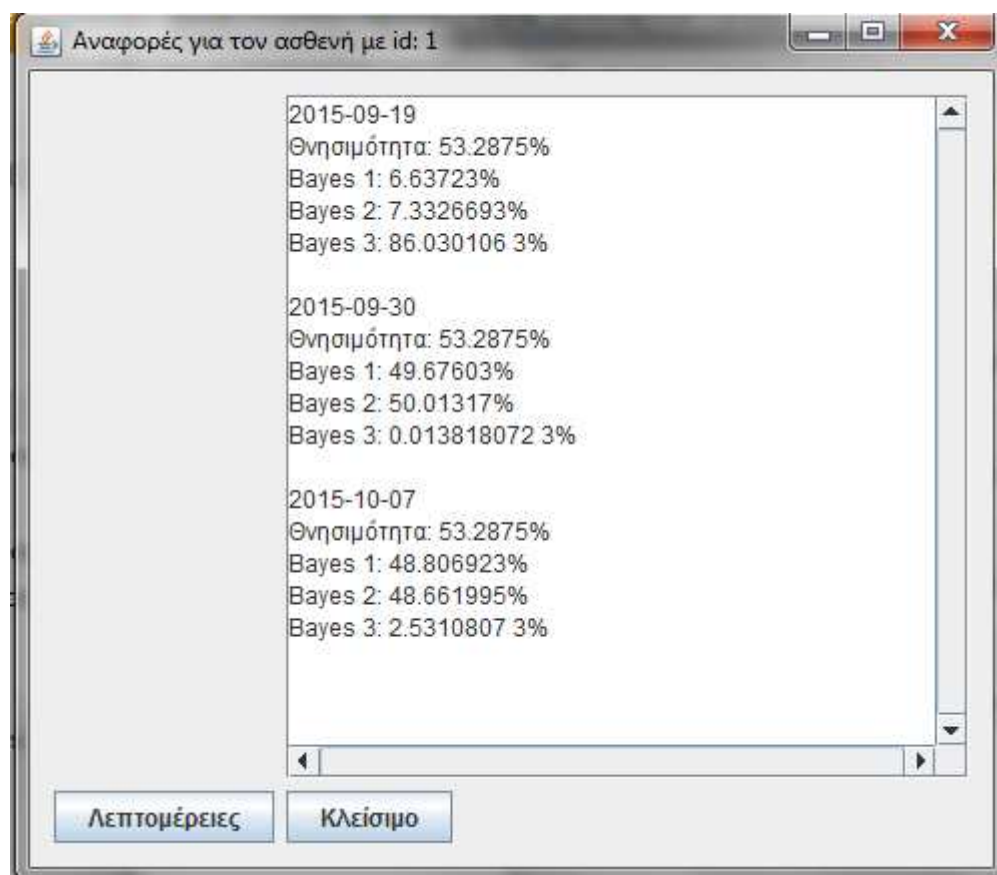 Αναφορές για τον ασθενή με id: 1
2015-09-19
Θνησιμότητα: 53.2875%
Bayes 1: 6.63723%
Bayes 2: 7.3326693%
Bayes 3: 86.030106 3%
2015-09-30
Θνησιμότητα: 53.2875%
Bayes 1: 49.67603%
Bayes 2: 50.01317%
Bayes 3: 0.013818072 3%
2015-10-07
Θνησιμότητα: 53.2875%
Bayes 1: 48.806923%
Bayes 2: 48.661995%
Bayes 3: 2.5310807 3%
Λεπτομέρειες
Κλείσιμο